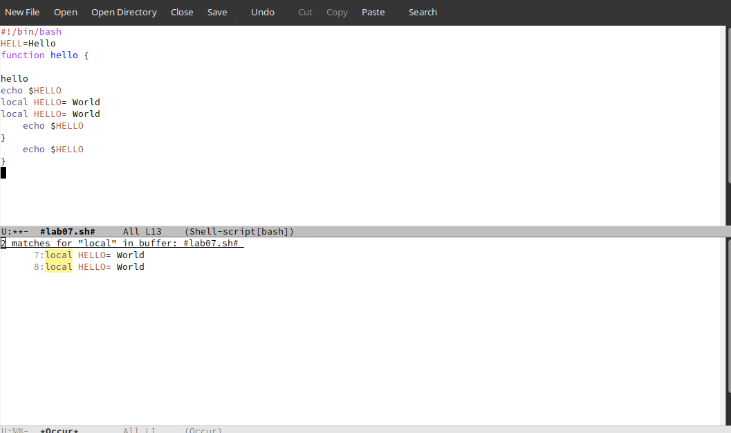 New File Open Open Directory Close Save Undo Cut Copy Paste Search
#!/bin/bash
HELL=Hello
function hello {
hello
echo $HELLO
local HELLO= World
local HELLO= World
    echo $HELLO
}
    echo $HELLO
}
U:**-  #lab07.sh#     All L13    (Shell-script[bash])
2 matches for "local" in buffer: #lab07.sh#
      7:local HELLO= World
      8:local HELLO= World
U:%%-  *Occur*        All L1     (Occur)